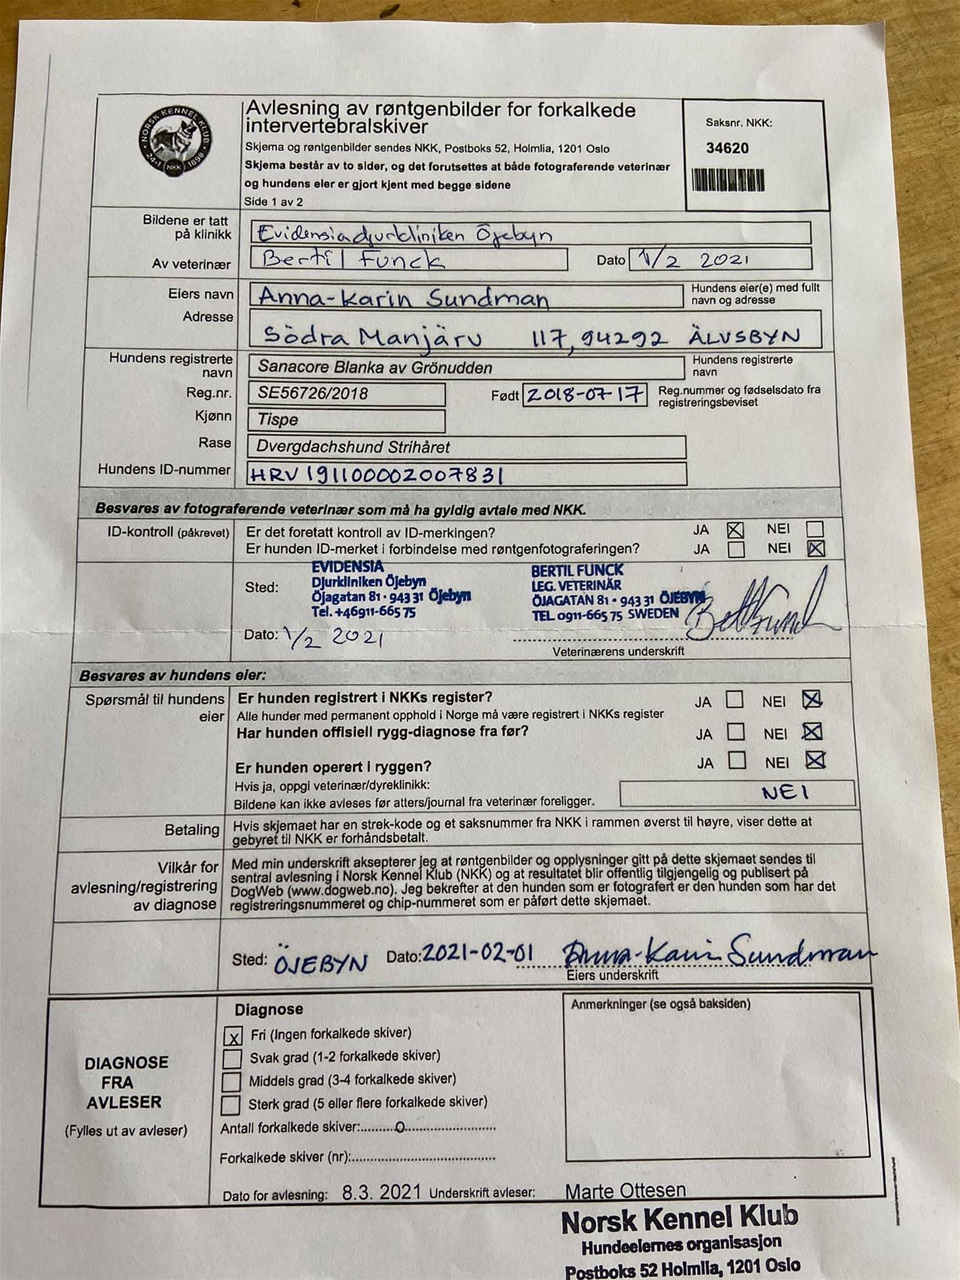 NORSK KENNEL KLUB
24-1 NKK 1898
Avlesning av røntgenbilder for forkalkede
intervertebralskiver
Skjema og røntgenbilder sendes NKK, Postboks 52, Holmlia, 1201 Oslo
Skjema består av to sider, og det forutsettes at både fotograferende veterinær
og hundens eier er gjort kjent med begge sidene
Side 1 av 2
Saksnr. NKK:
34620
Bildene er tatt
på klinikk
Evidensiadjurkliniken Öjebyn
Av veterinær
Bertil Funck
Dato
1/2 2021
Eiers navn
Anna-Karin Sundman
Hundens eier(e) med fullt
navn og adresse
Adresse
Södra Manjärv 117, 94292 ÄLVSBYN
Hundens registrerte
navn
Sanacore Blanka av Grönudden
Hundens registrerte
navn
Reg.nr.
SE56726/2018
Født
2018-07-17
Reg.nummer og fødselsdato fra
registreringsbeviset
Kjønn
Tispe
Rase
Dvergdachshund Strihåret
Hundens ID-nummer
HRV 191100002007831
Besvares av fotograferende veterinær som må ha gyldig avtale med NKK.
ID-kontroll (påkrevet)
Er det foretatt kontroll av ID-merkingen?
JA X NEI
Er hunden ID-merket i forbindelse med røntgenfotograferingen?
JA NEI X
Sted:
EVIDENSIA
Djurkliniken Öjebyn
Öjagatan 81 · 943 31 Öjebyn
Tel. +46911-665 75
BERTIL FUNCK
LEG. VETERINÄR
ÖJAGATAN 81 · 943 31 ÖJEBYN
TEL 0911-665 75 SWEDEN
Bertil Funck
Dato: 1/2 2021
Veterinærens underskrift
Besvares av hundens eier:
Spørsmål til hundens
eier
Er hunden registrert i NKKs register?
JA NEI X
Alle hunder med permanent opphold i Norge må være registrert i NKKs register
Har hunden offisiell rygg-diagnose fra før?
JA NEI X
Er hunden operert i ryggen?
JA NEI X
Hvis ja, oppgi veterinær/dyreklinikk:
NEI
Bildene kan ikke avleses før atters/journal fra veterinær foreligger.
Betaling
Hvis skjemaet har en strek-kode og et saksnummer fra NKK i rammen øverst til høyre, viser dette at
gebyret til NKK er forhåndsbetalt.
Vilkår for
avlesning/registrering
av diagnose
Med min underskrift aksepterer jeg at røntgenbilder og opplysninger gitt på dette skjemaet sendes til
sentral avlesning i Norsk Kennel Klub (NKK) og at resultatet blir offentlig tilgjengelig og publisert på
DogWeb (www.dogweb.no). Jeg bekrefter at den hunden som er fotografert er den hunden som har det
registreringsnummeret og chip-nummeret som er påført dette skjemaet.
Sted: ÖJEBYN
Dato: 2021-02-01
Anna-Karin Sundman
Eiers underskrift
DIAGNOSE
FRA
AVLESER
(Fylles ut av avleser)
Diagnose
X Fri (Ingen forkalkede skiver)
Svak grad (1-2 forkalkede skiver)
Middels grad (3-4 forkalkede skiver)
Sterk grad (5 eller flere forkalkede skiver)
Antall forkalkede skiver:.........0......................
Forkalkede skiver (nr):....................................
Anmerkninger (se også baksiden)
Dato for avlesning: 8.3. 2021 Underskrift avleser: Marte Ottesen
Norsk Kennel Klub
Hundeeiernes organisasjon
Postboks 52 Holmlia, 1201 Oslo